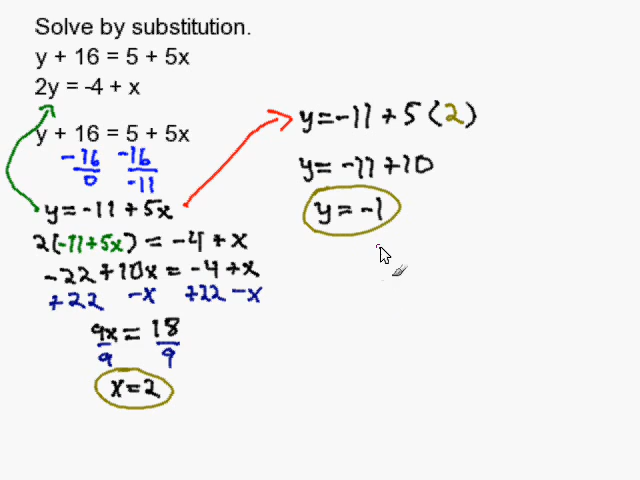 Solve by substitution.
y + 16 = 5 + 5x
2y = -4 + x
y + 16 = 5 + 5x
-16 -16
0 -11
y = -11 + 5x
2(-11+5x) = -4 + x
-22 + 10x = -4 + x
+22 -x +22 -x
9x = 18
9 9
x = 2
y = -11 + 5(2)
y = -11 + 10
y = -1